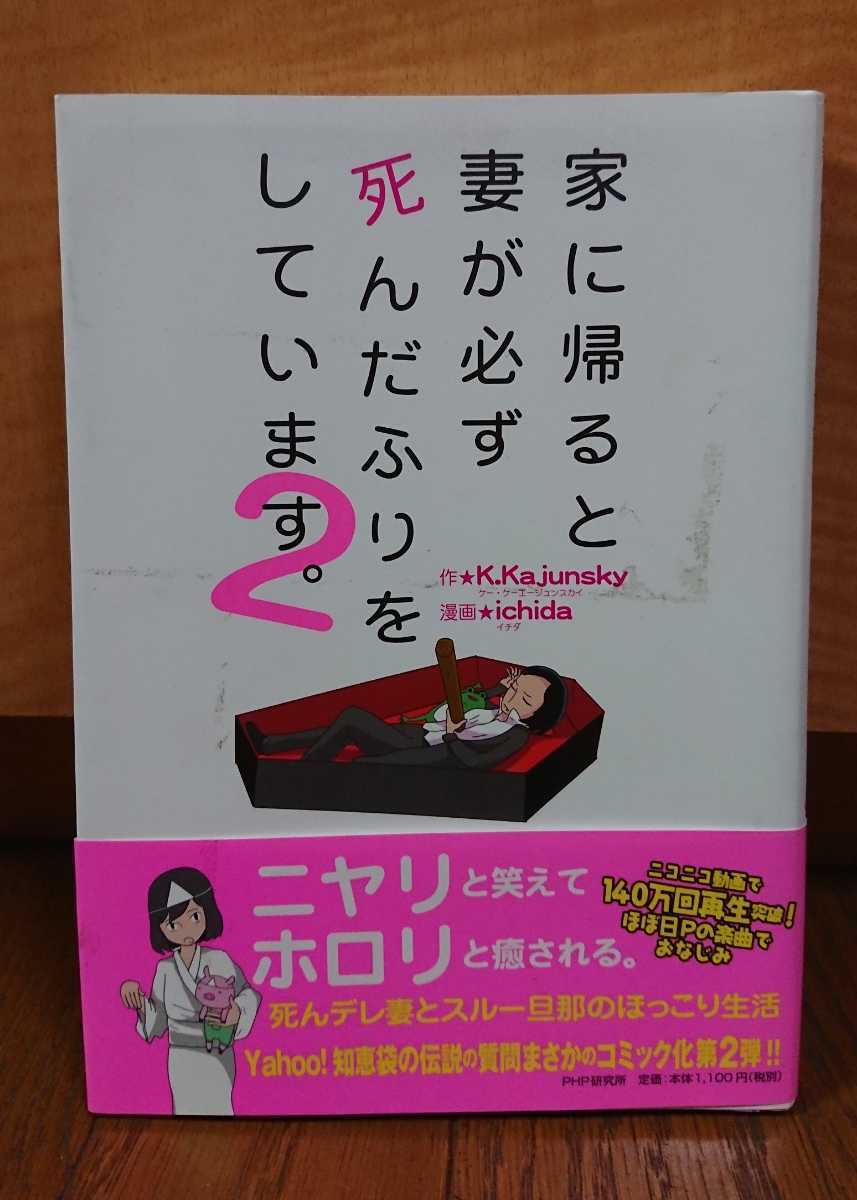 家に帰ると
妻が必ず
死んだふりを
しています。
2
作★K.Kajunsky
ケー・ケーエージュンスカイ
漫画★ichida
イチダ
ニヤリと笑えて
ホロリと癒される。
ニコニコ動画で
140万回再生突破!
ほぼ日Pの楽曲で
おなじみ
死んデレ妻とスルー旦那のほっこり生活
Yahoo!知恵袋の伝説の質問まさかのコミック化第2弾!!
PHP研究所 定価:本体1,100円(税別)